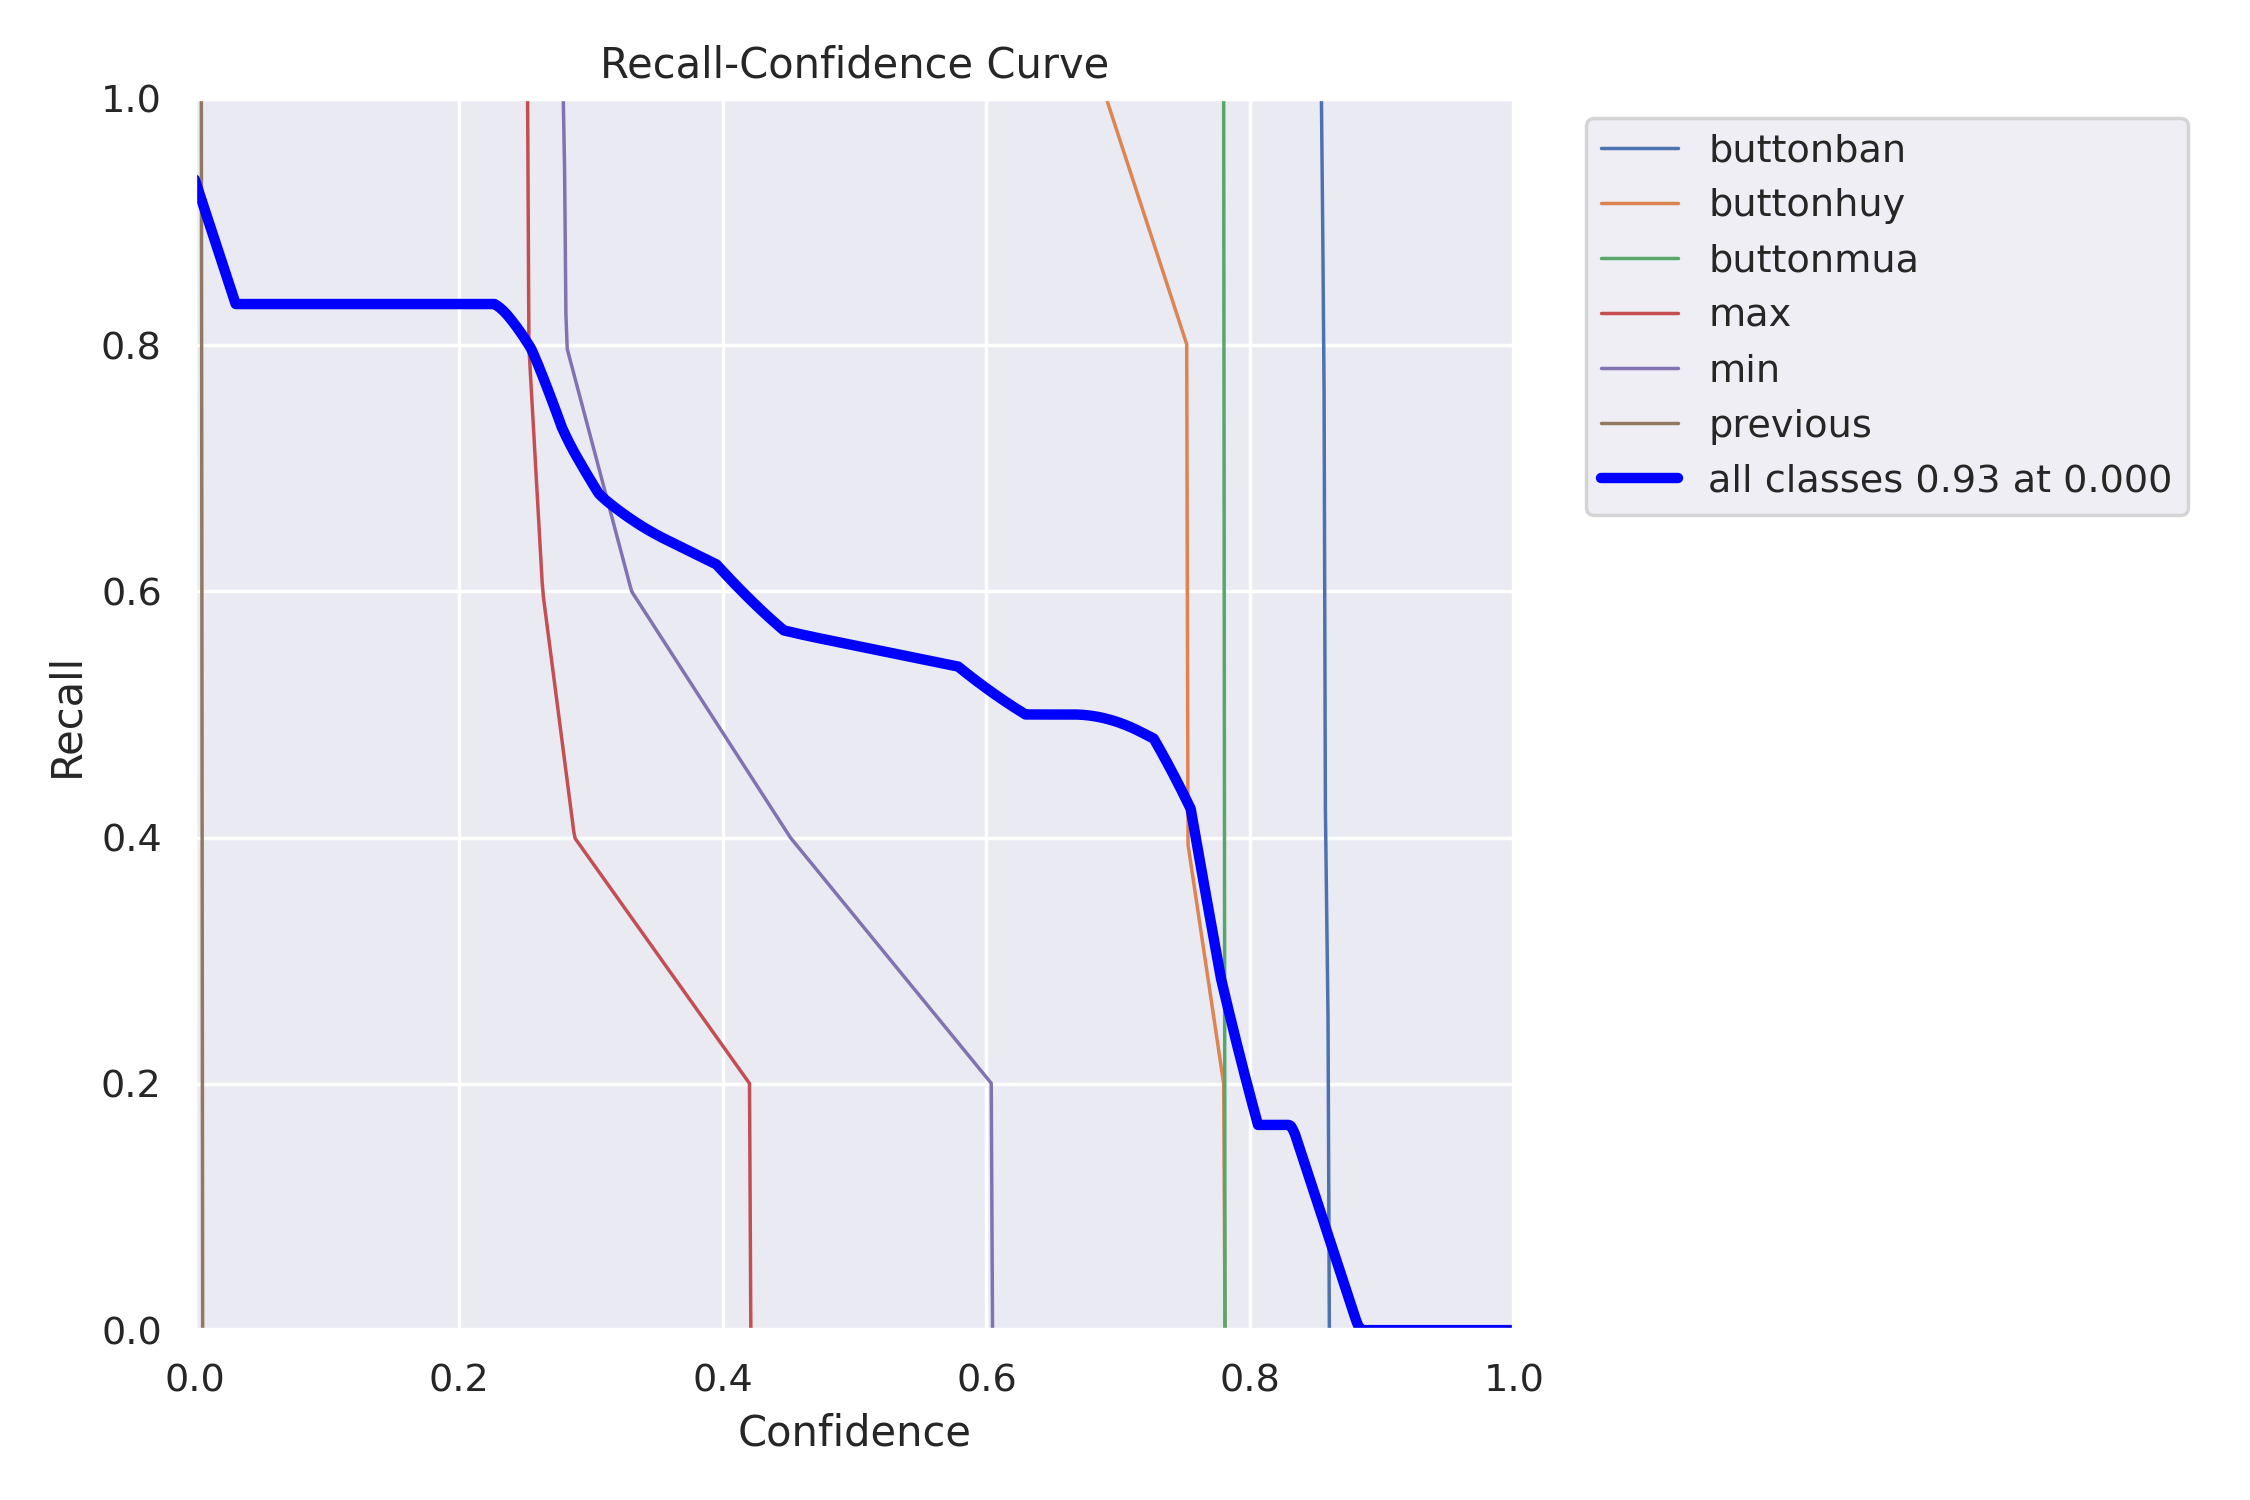 Recall-Confidence Curve
1.0
0.8
0.6
0.4
0.2
0.0
Recall
0.0 0.2 0.4 0.6 0.8 1.0
Confidence
buttonban
buttonhuy
buttonmua
max
min
previous
all classes 0.93 at 0.000